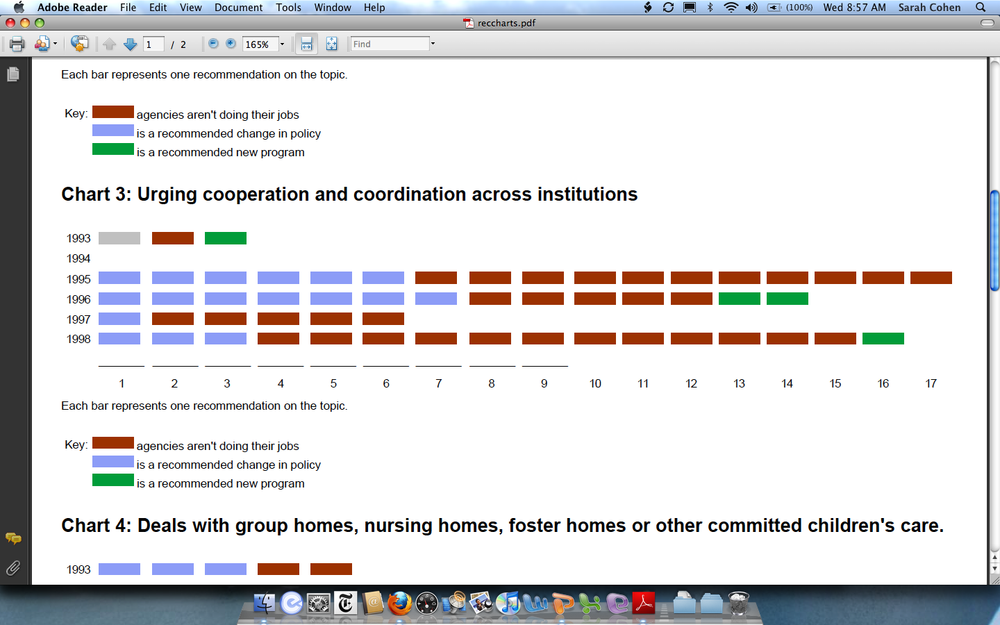 Adobe Reader File Edit View Document Tools Window Help (100%) Wed 8:57 AM Sarah Cohen
reccharts.pdf
1 / 2 165% Find
Each bar represents one recommendation on the topic.
Key: agencies aren't doing their jobs
is a recommended change in policy
is a recommended new program
Chart 3: Urging cooperation and coordination across institutions
1993
1994
1995
1996
1997
1998
1 2 3 4 5 6 7 8 9 10 11 12 13 14 15 16 17
Each bar represents one recommendation on the topic.
Key: agencies aren't doing their jobs
is a recommended change in policy
is a recommended new program
Chart 4: Deals with group homes, nursing homes, foster homes or other committed children's care.
1993